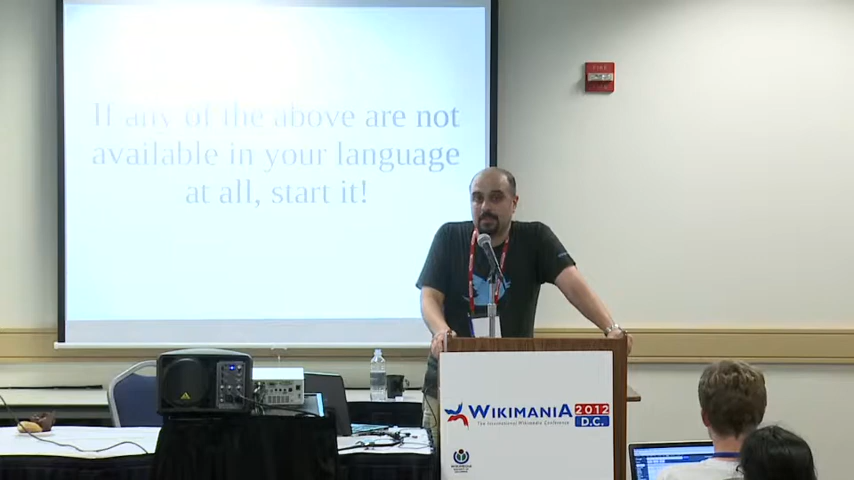 If any of the above are not
available in your language
at all, start it!
FIRE
WIKIMANIA 2012
The International Wikimedia Conference D.C.
WIKIMEDIA